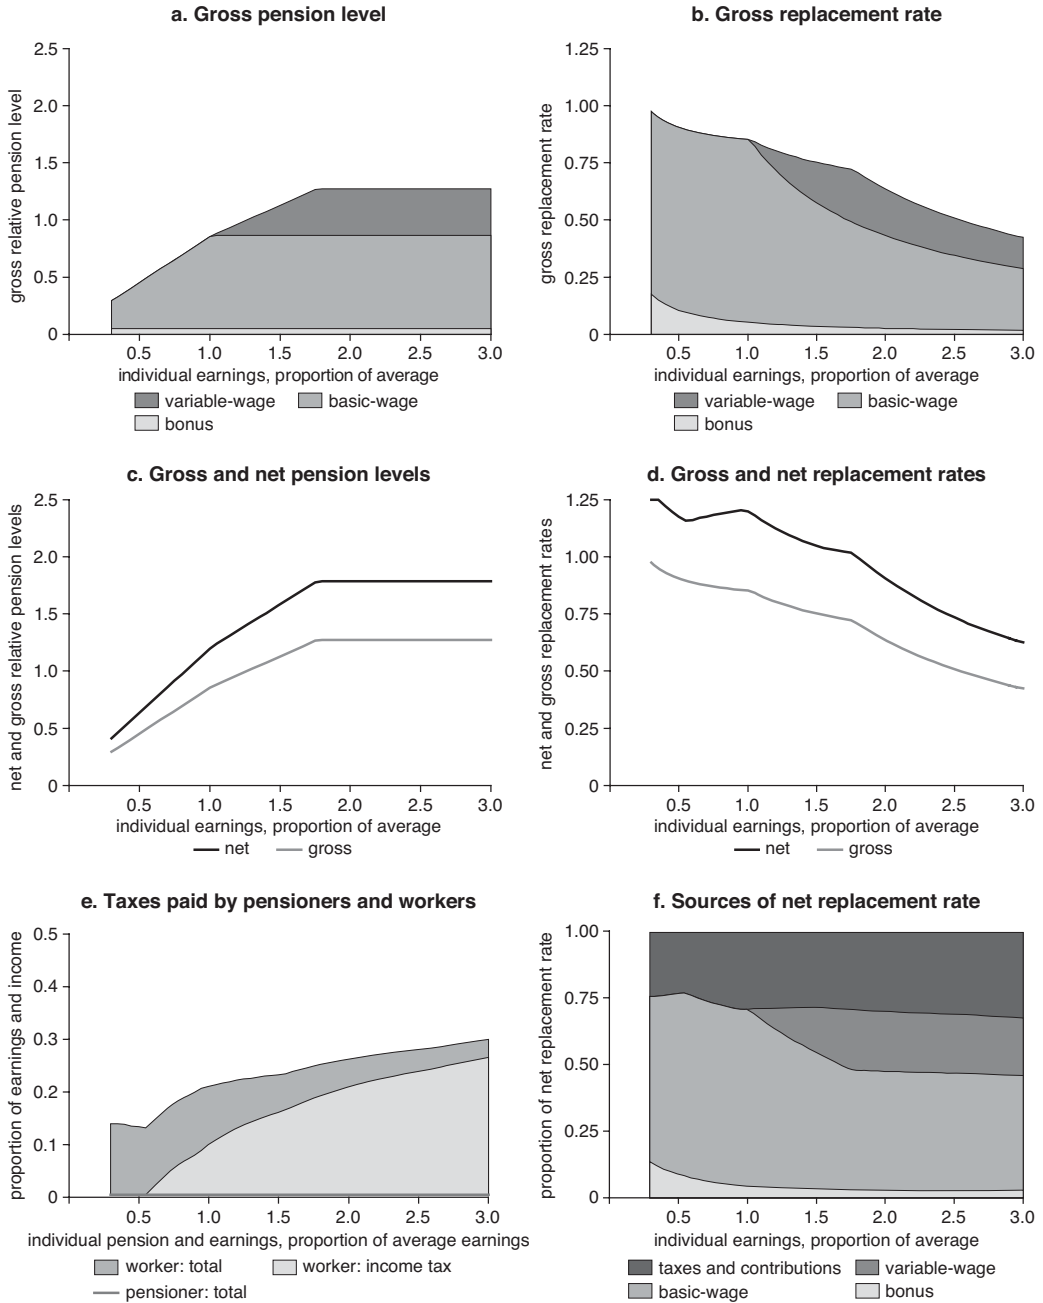 a. Gross pension level
gross relative pension level
2.5
2.0
1.5
1.0
0.5
0
0.5 1.0 1.5 2.0 2.5 3.0
individual earnings, proportion of average
variable-wage basic-wage
bonus
b. Gross replacement rate
gross replacement rate
1.25
1.00
0.75
0.50
0.25
0
0.5 1.0 1.5 2.0 2.5 3.0
individual earnings, proportion of average
variable-wage basic-wage
bonus
c. Gross and net pension levels
net and gross relative pension levels
2.5
2.0
1.5
1.0
0.5
0
0.5 1.0 1.5 2.0 2.5 3.0
individual earnings, proportion of average
net gross
d. Gross and net replacement rates
net and gross replacement rates
1.25
1.00
0.75
0.50
0.25
0
0.5 1.0 1.5 2.0 2.5 3.0
individual earnings, proportion of average
net gross
e. Taxes paid by pensioners and workers
proportion of earnings and income
0.5
0.4
0.3
0.2
0.1
0
0.5 1.0 1.5 2.0 2.5 3.0
individual pension and earnings, proportion of average earnings
worker: total worker: income tax
pensioner: total
f. Sources of net replacement rate
proportion of net replacement rate
1.00
0.75
0.50
0.25
0
0.5 1.0 1.5 2.0 2.5 3.0
individual earnings, proportion of average
taxes and contributions variable-wage
basic-wage bonus